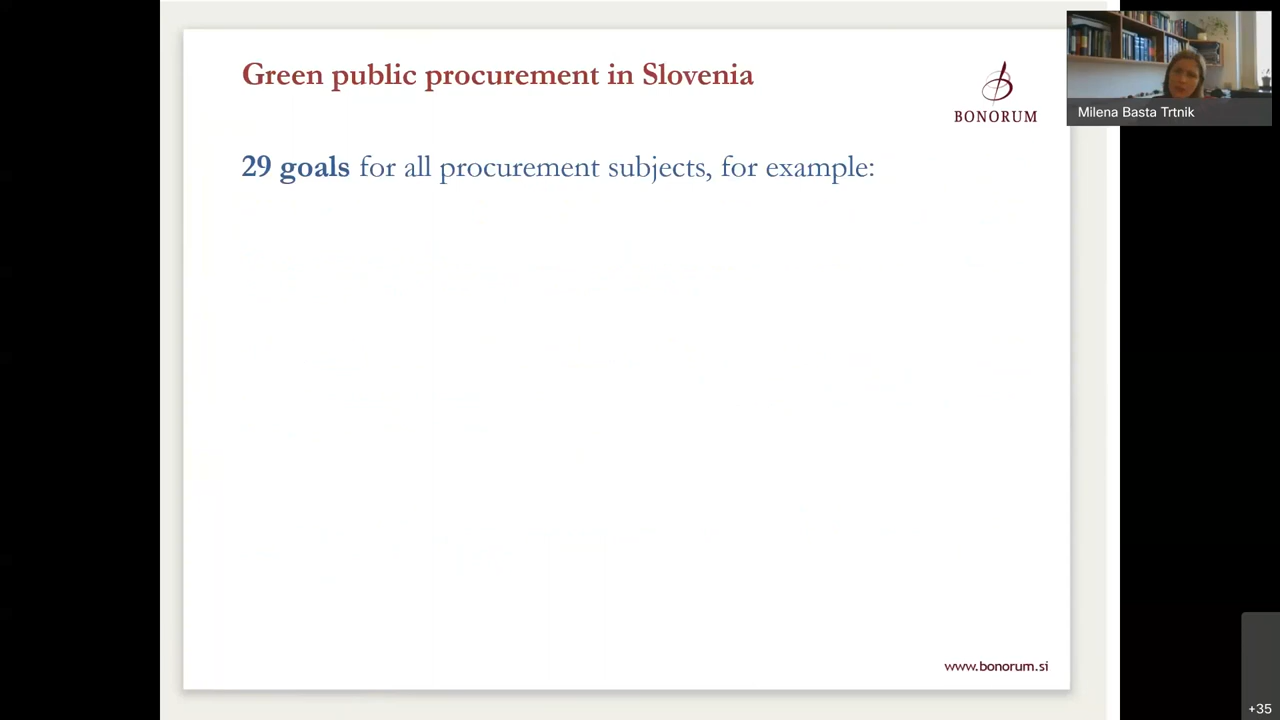 Green public procurement in Slovenia
BONORUM
Milena Basta Trtnik
29 goals for all procurement subjects, for example:
www.bonorum.si
+35